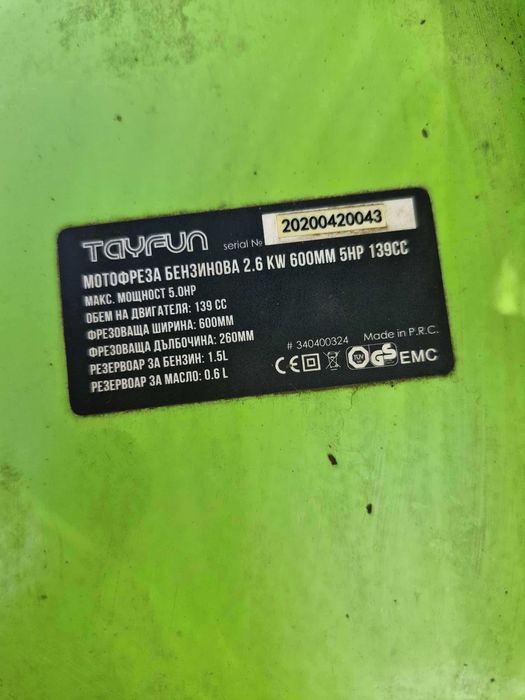 TAYFUN serial № 20200420043
МОТОФРЕЗА БЕНЗИНОВА 2.6 KW 600MM 5HP 139CC
МАКС. МОЩНОСТ 5.0HP
ОБЕМ НА ДВИГАТЕЛЯ: 139 CC
ФРЕЗОВАЩА ШИРИНА: 600MM
ФРЕЗОВАЩА ДЪЛБОЧИНА: 260MM
РЕЗЕРВОАР ЗА БЕНЗИН: 1.5L
РЕЗЕРВОАР ЗА МАСЛО: 0.6 L
# 340400324 Made in P.R.C.
CE TÜV GS EMC